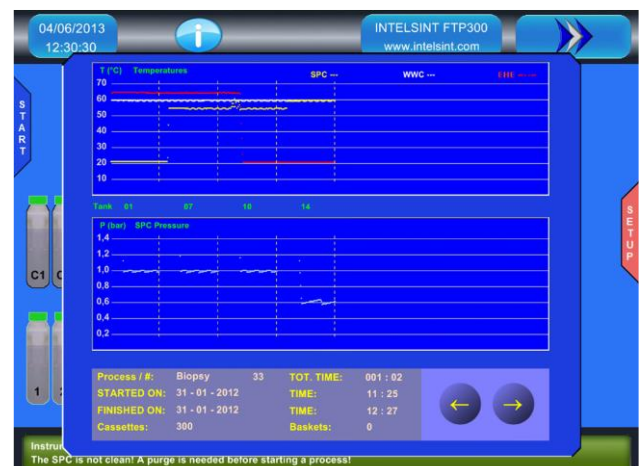 04/06/2013
12:30:30
i
INTELSINT FTP300
www.intelsint.com
T (°C) Temperatures
SPC ---
WWC ---
70
60
50
40
30
20
10
START
Tank 01 07 10 14
P (bar) SPC Pressure
1,4
1,2
1,0
0,8
0,6
0,4
0,2
SETUP
C1 C
1
Process / #: Biopsy 33 TOT. TIME: 001 : 02
STARTED ON: 31 - 01 - 2012 TIME: 11 : 25
FINISHED ON: 31 - 01 - 2012 TIME: 12 : 27
Cassettes: 300 Baskets: 0
Instrur
The SPC is not clean! A purge is needed before starting a process!